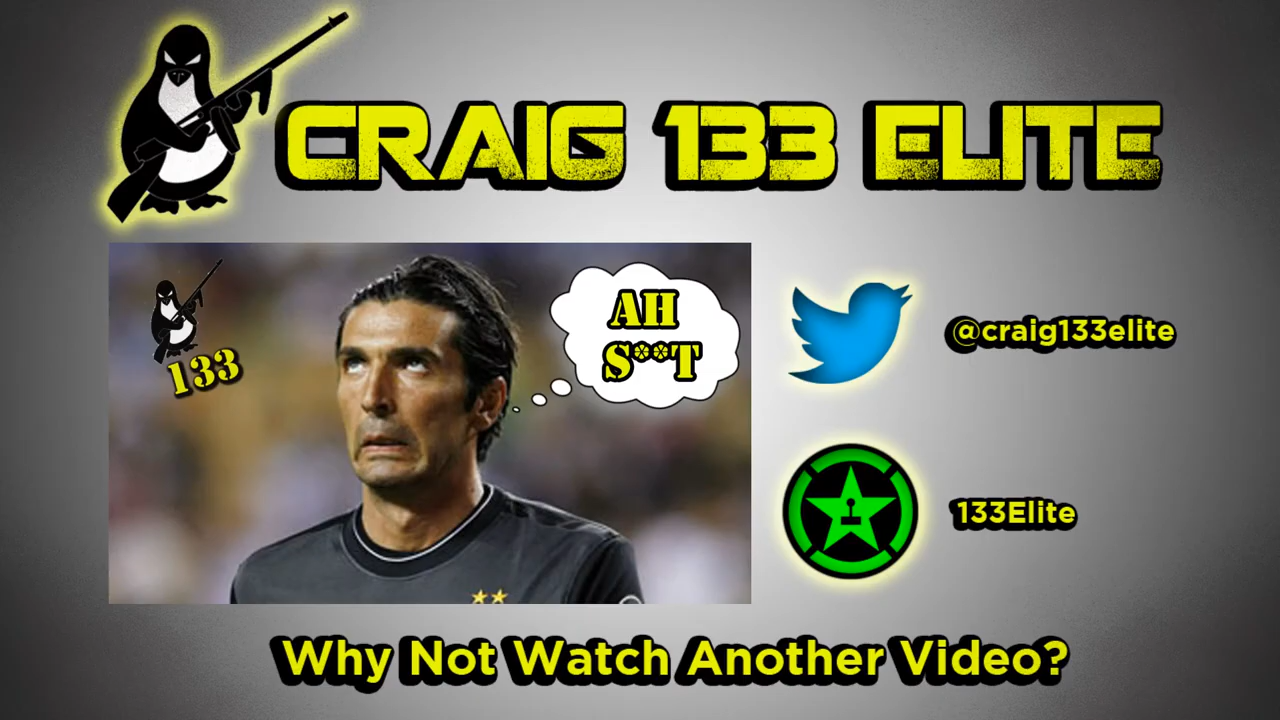 CRAIG 133 ELITE
133
AH
S**T
@craig133elite
133Elite
Why Not Watch Another Video?